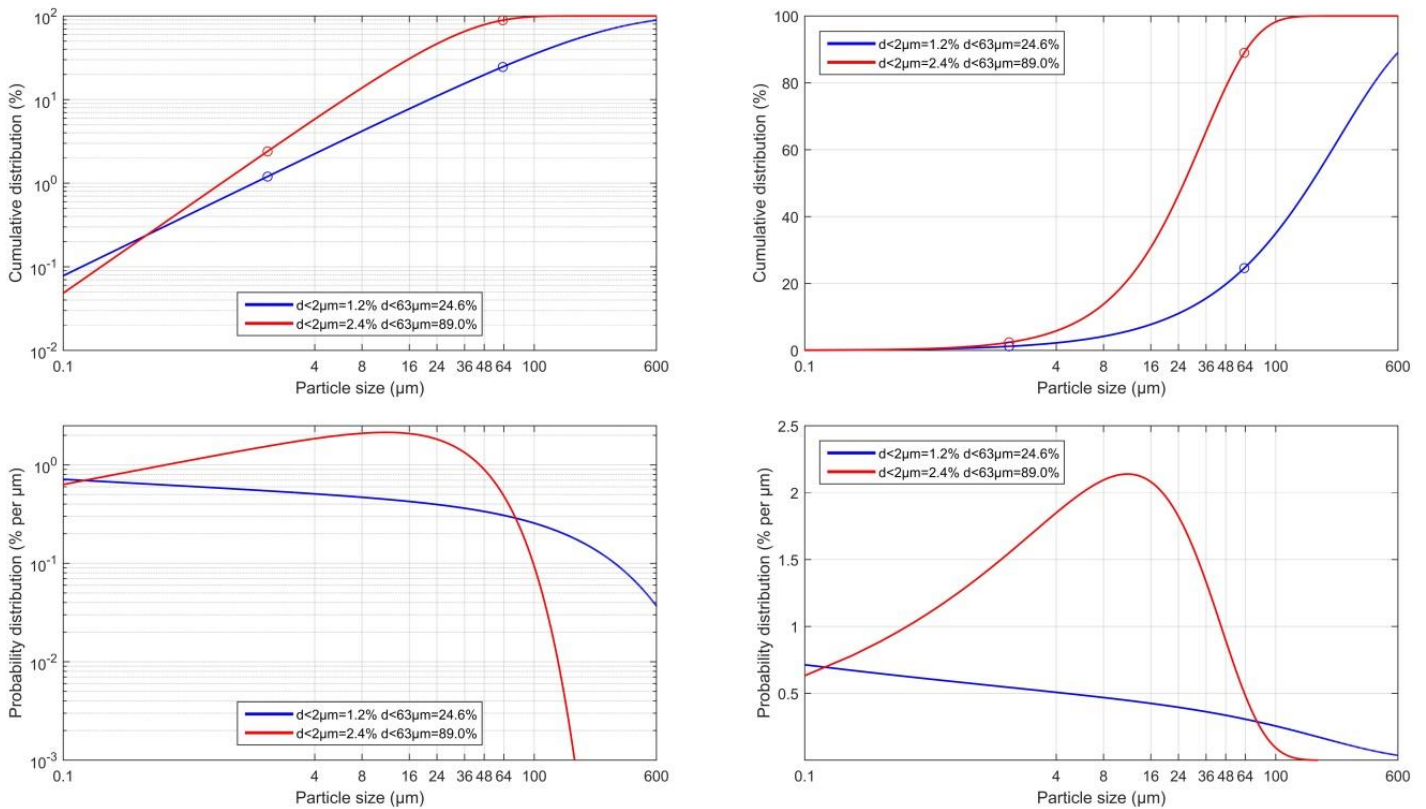 Cumulative distribution (%)
10^2
10^1
10^0
10^-1
10^-2
d<2µm=1.2% d<63µm=24.6%
d<2µm=2.4% d<63µm=89.0%
0.1 4 8 16 24 36 48 64 100 600
Particle size (µm)
Cumulative distribution (%)
100
80
60
40
20
0
d<2µm=1.2% d<63µm=24.6%
d<2µm=2.4% d<63µm=89.0%
0.1 4 8 16 24 36 48 64 100 600
Particle size (µm)
Probability distribution (% per µm)
10^0
10^-1
10^-2
10^-3
d<2µm=1.2% d<63µm=24.6%
d<2µm=2.4% d<63µm=89.0%
0.1 4 8 16 24 36 48 64 100 600
Particle size (µm)
Probability distribution (% per µm)
2.5
2
1.5
1
0.5
d<2µm=1.2% d<63µm=24.6%
d<2µm=2.4% d<63µm=89.0%
0.1 4 8 16 24 36 48 64 100 600
Particle size (µm)